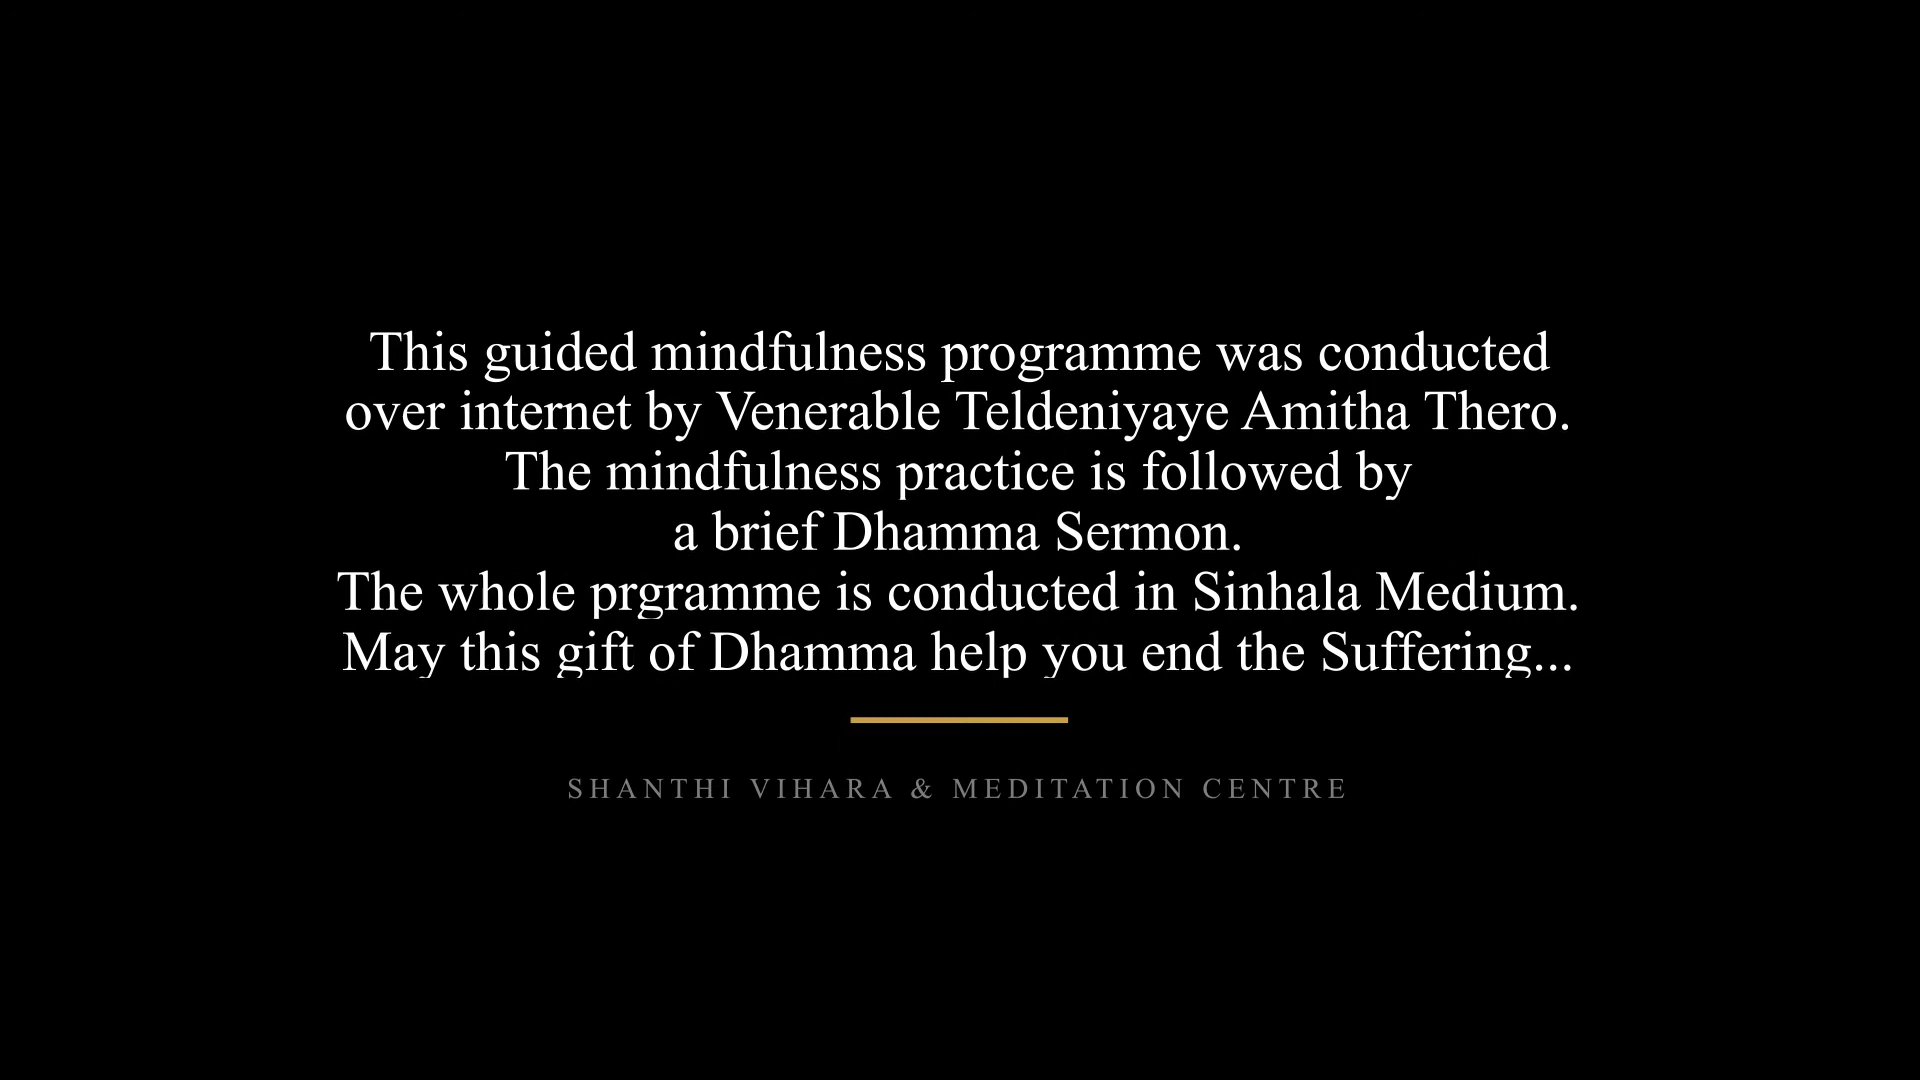 This guided mindfulness programme was conducted
over internet by Venerable Teldeniyaye Amitha Thero.
The mindfulness practice is followed by
a brief Dhamma Sermon.
The whole prgramme is conducted in Sinhala Medium.
May this gift of Dhamma help you end the Suffering...
SHANTHI VIHARA & MEDITATION CENTRE